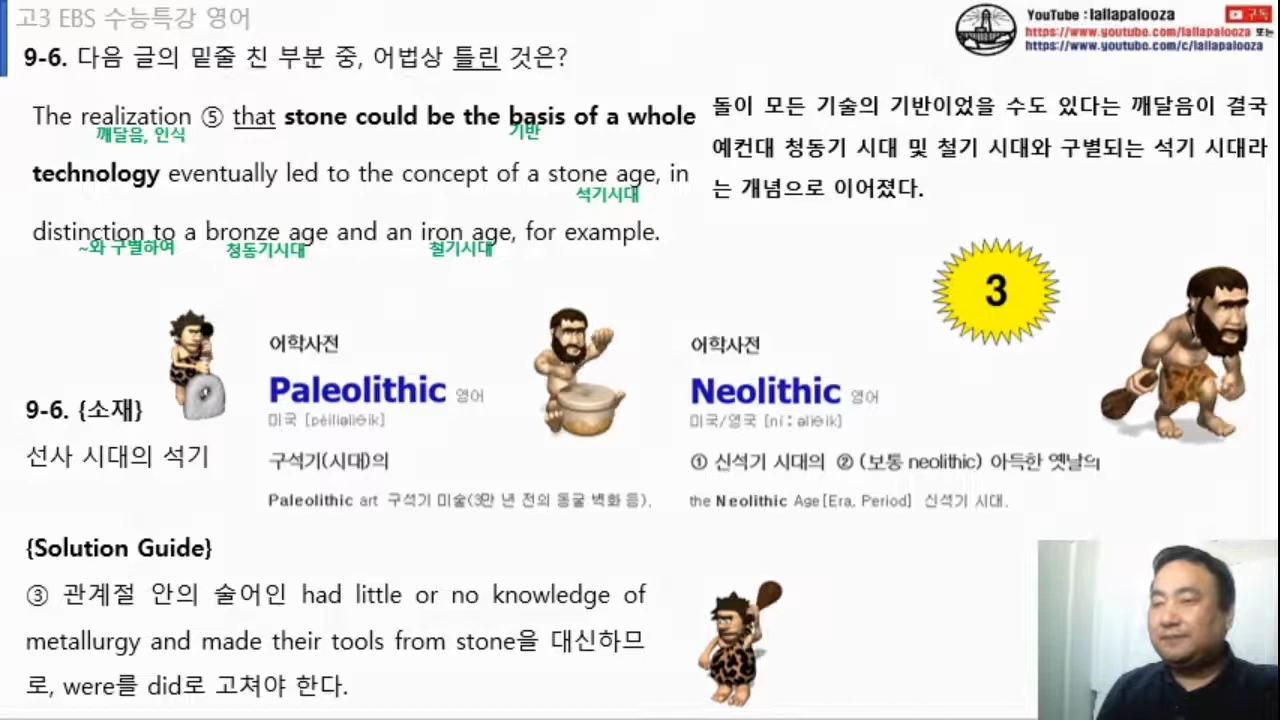 고3 EBS 수능특강 영어
YouTube : lallapalooza
구독
https://www.youtube.com/lallapalooza 또는
https://www.youtube.com/c/lallapalooza
9-6. 다음 글의 밑줄 친 부분 중, 어법상 틀린 것은?
The realization ⑤ that stone could be the basis of a whole
깨달음, 인식
기반
technology eventually led to the concept of a stone age, in
석기시대
distinction to a bronze age and an iron age, for example.
~와 구별하여
청동기시대
철기시대
돌이 모든 기술의 기반이었을 수도 있다는 깨달음이 결국
예컨대 청동기 시대 및 철기 시대와 구별되는 석기 시대라
는 개념으로 이어졌다.
3
9-6. {소재}
선사 시대의 석기
어학사전
Paleolithic 영어
미국 [pèiliəlíθik]
구석기(시대)의
Paleolithic art 구석기 미술(3만 년 전의 동굴 벽화 등).
어학사전
Neolithic 영어
미국/영국 [nìːəlíθik]
① 신석기 시대의 ② (보통 neolithic) 아득한 옛날의
the Neolithic Age[Era, Period] 신석기 시대.
{Solution Guide}
③ 관계절 안의 술어인 had little or no knowledge of
metallurgy and made their tools from stone을 대신하므
로, were를 did로 고쳐야 한다.